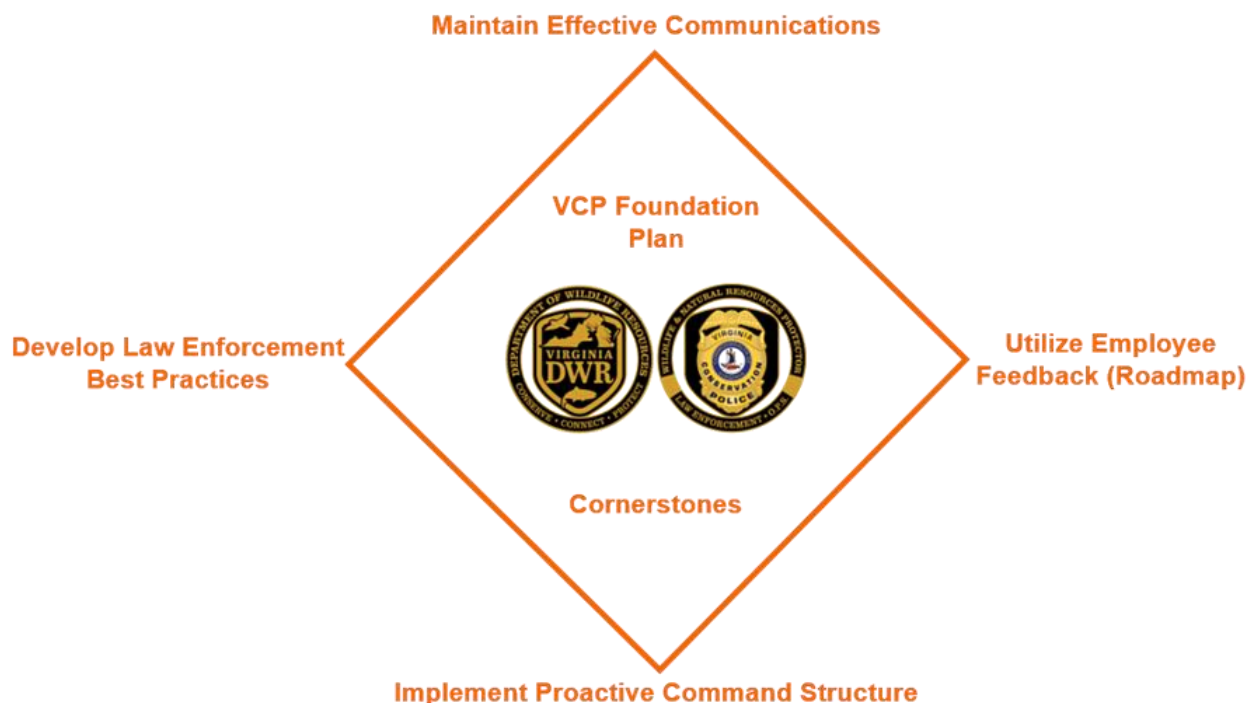 Maintain Effective Communications
VCP Foundation
Plan
DEPARTMENT OF WILDLIFE RESOURCES
VIRGINIA
DWR
CONSERVE • CONNECT • PROTECT
WILDLIFE & NATURAL RESOURCES PROTECTOR
VIRGINIA
CONSERVATION
POLICE
LAW ENFORCEMENT • O.P.S.
Develop Law Enforcement
Best Practices
Utilize Employee
Feedback (Roadmap)
Cornerstones
Implement Proactive Command Structure